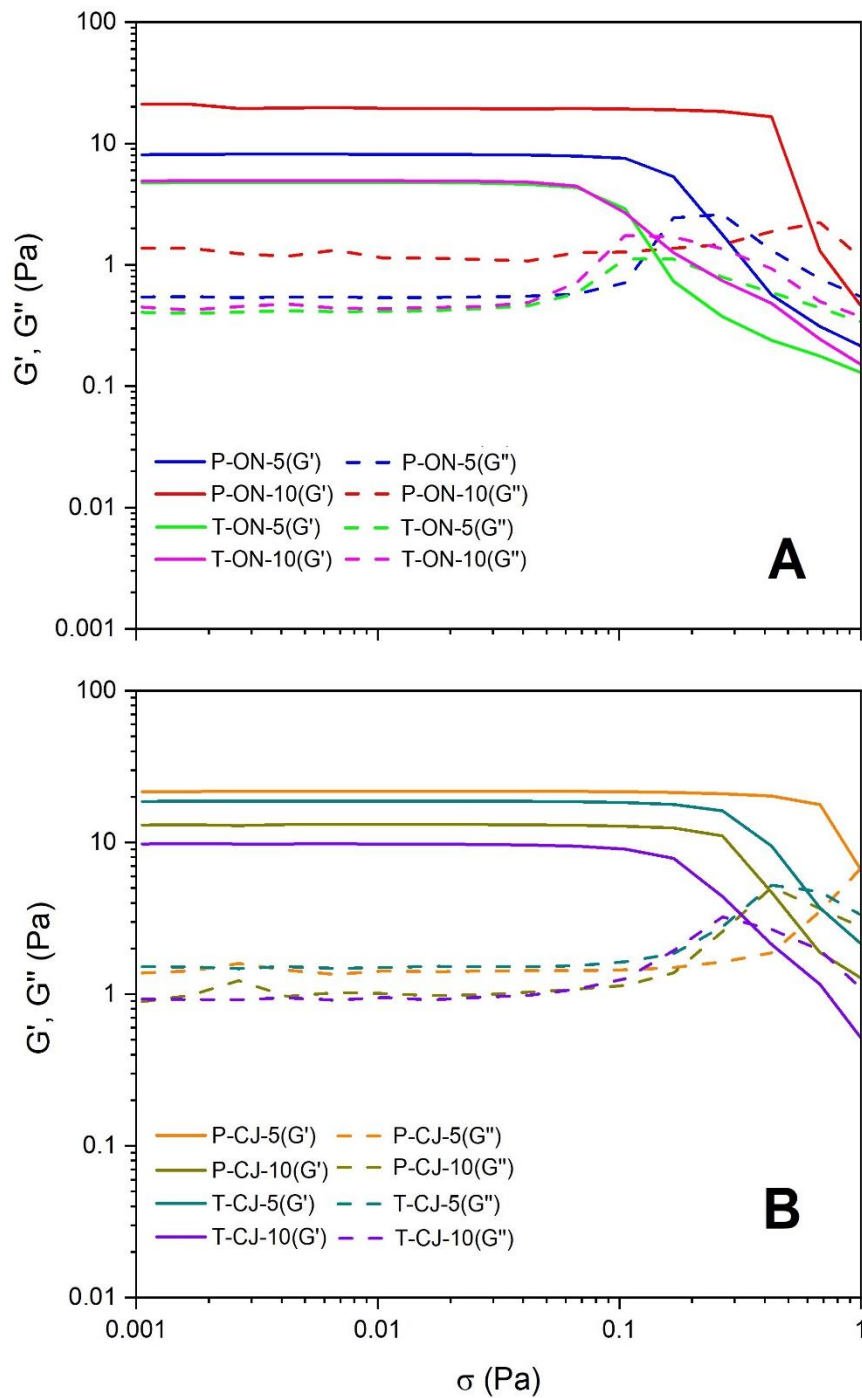 100
10
1
0.1
0.01
0.001
G', G" (Pa)
P-ON-5(G') P-ON-5(G")
P-ON-10(G') P-ON-10(G")
T-ON-5(G') T-ON-5(G")
T-ON-10(G') T-ON-10(G")
A
100
10
1
0.1
0.01
G', G" (Pa)
P-CJ-5(G') P-CJ-5(G")
P-CJ-10(G') P-CJ-10(G")
T-CJ-5(G') T-CJ-5(G")
T-CJ-10(G') T-CJ-10(G")
B
0.001 0.01 0.1 1
σ (Pa)